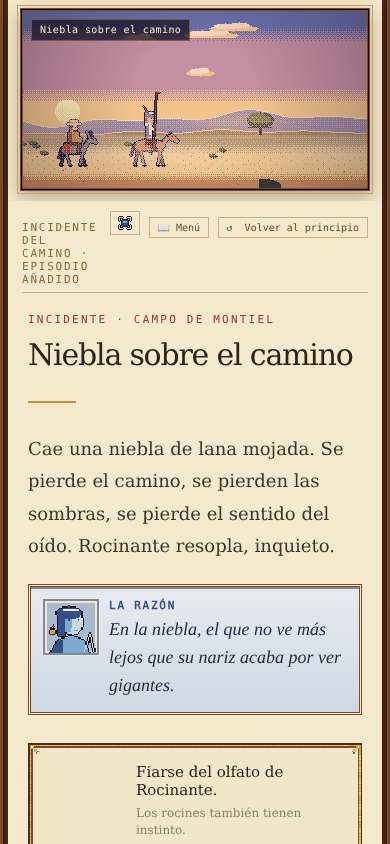 Niebla sobre el camino
INCIDENTE
DEL
CAMINO ·
EPISODIO
AÑADIDO
📖 Menú
↺ Volver al principio
INCIDENTE · CAMPO DE MONTIEL
Niebla sobre el camino
Cae una niebla de lana mojada. Se
pierde el camino, se pierden las
sombras, se pierde el sentido del
oído. Rocinante resopla, inquieto.
LA RAZÓN
En la niebla, el que no ve más
lejos que su nariz acaba por ver
gigantes.
Fiarse del olfato de
Rocinante.
Los rocines también tienen
instinto.